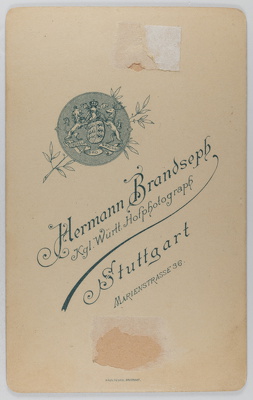 Hermann Brandseph
Kgl. Württ. Hofphotograph
Stuttgart
MARIENSTRASSE 36.